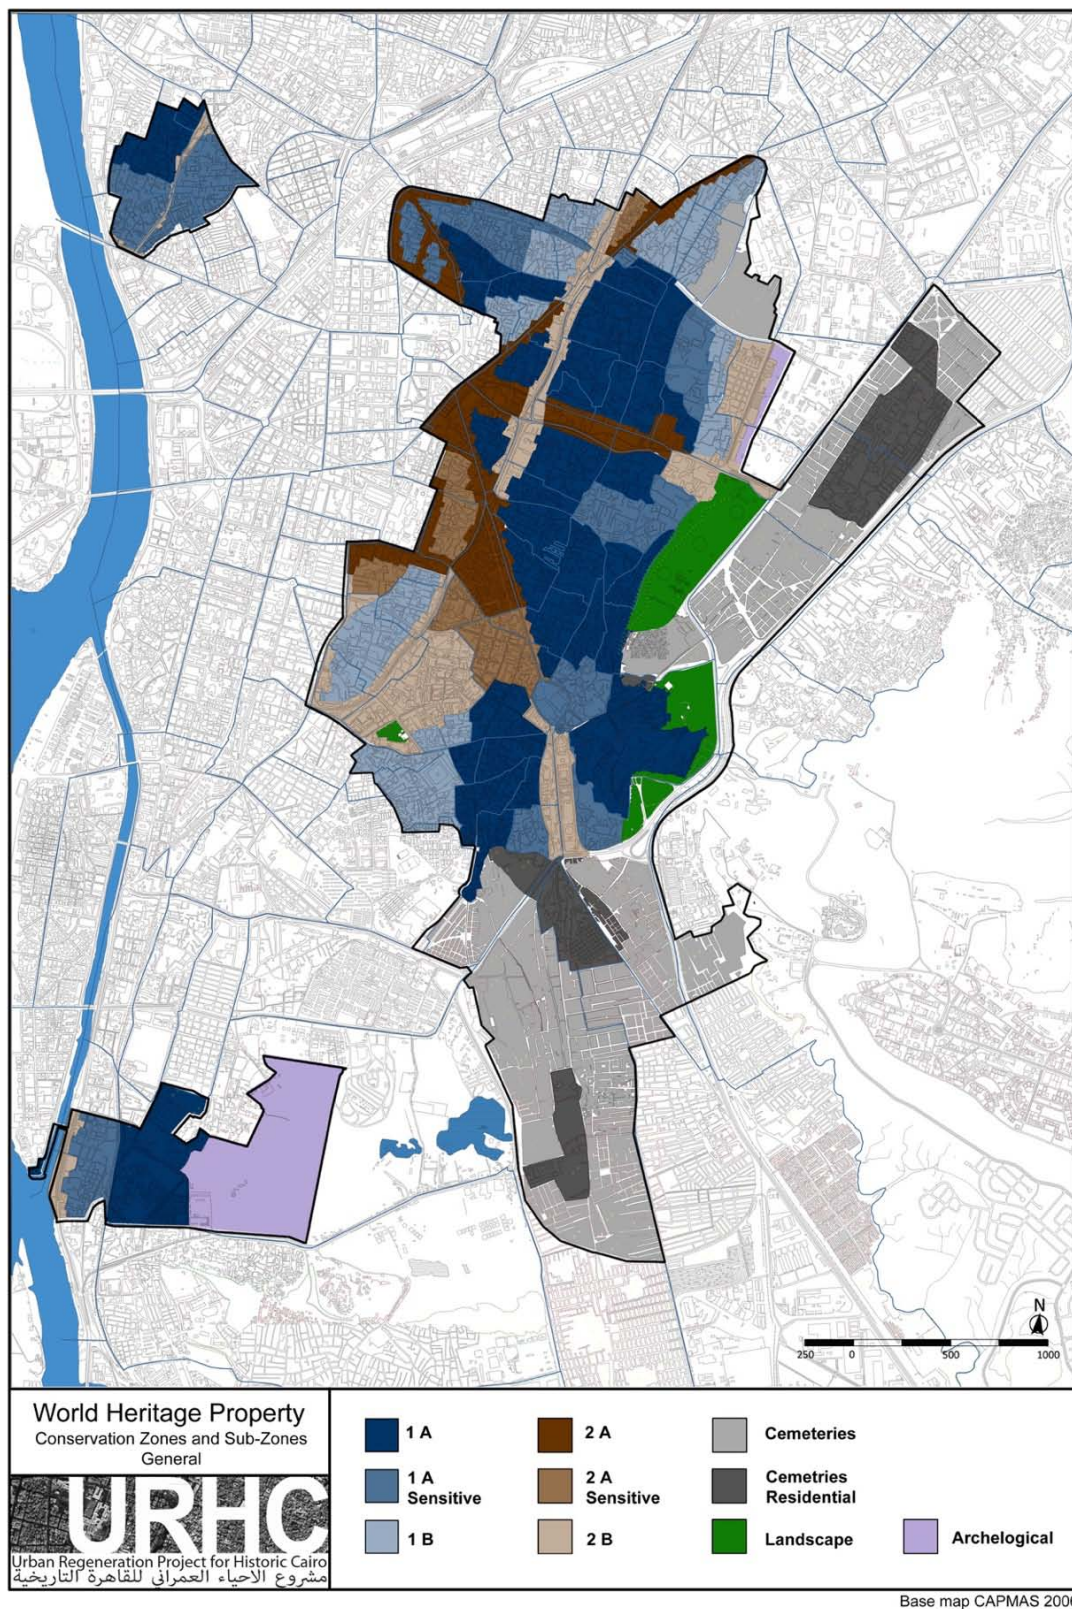 N
250 0 500 1000
World Heritage Property
Conservation Zones and Sub-Zones
General
URHC
Urban Regeneration Project for Historic Cairo
مشروع الاحياء العمراني للقاهرة التاريخية
1 A
1 A
Sensitive
1 B
2 A
2 A
Sensitive
2 B
Cemeteries
Cemetries
Residential
Landscape
Archelogical
Base map CAPMAS 2006